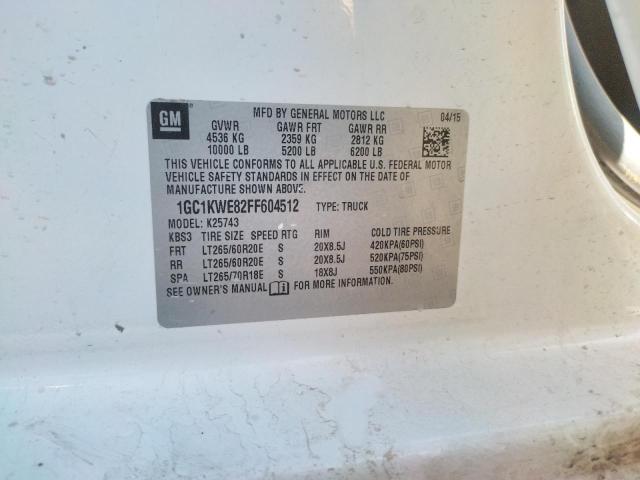 GM
MFD BY GENERAL MOTORS LLC 04/15
GVWR GAWR FRT GAWR RR
4536 KG 2359 KG 2812 KG
10000 LB 5200 LB 6200 LB
THIS VEHICLE CONFORMS TO ALL APPLICABLE U.S. FEDERAL MOTOR
VEHICLE SAFETY STANDARDS IN EFFECT ON THE DATE OF
MANUFACTURE SHOWN ABOVE.
1GC1KWE82FF604512 TYPE: TRUCK
MODEL: K25743
KBS3 TIRE SIZE SPEED RTG RIM COLD TIRE PRESSURE
FRT LT265/60R20E S 20X8.5J 420KPA(60PSI)
RR LT265/60R20E S 20X8.5J 520KPA(75PSI)
SPA LT265/70R18E S 18X8J 550KPA(80PSI)
SEE OWNER'S MANUAL FOR MORE INFORMATION.